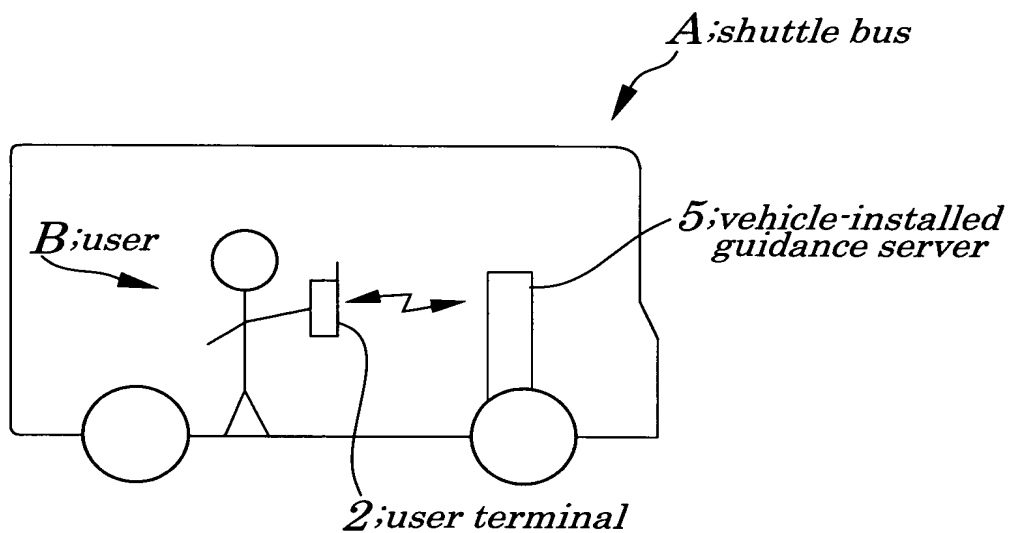 A;shuttle bus
5;vehicle-installed
guidance server
B;user
2;user terminal